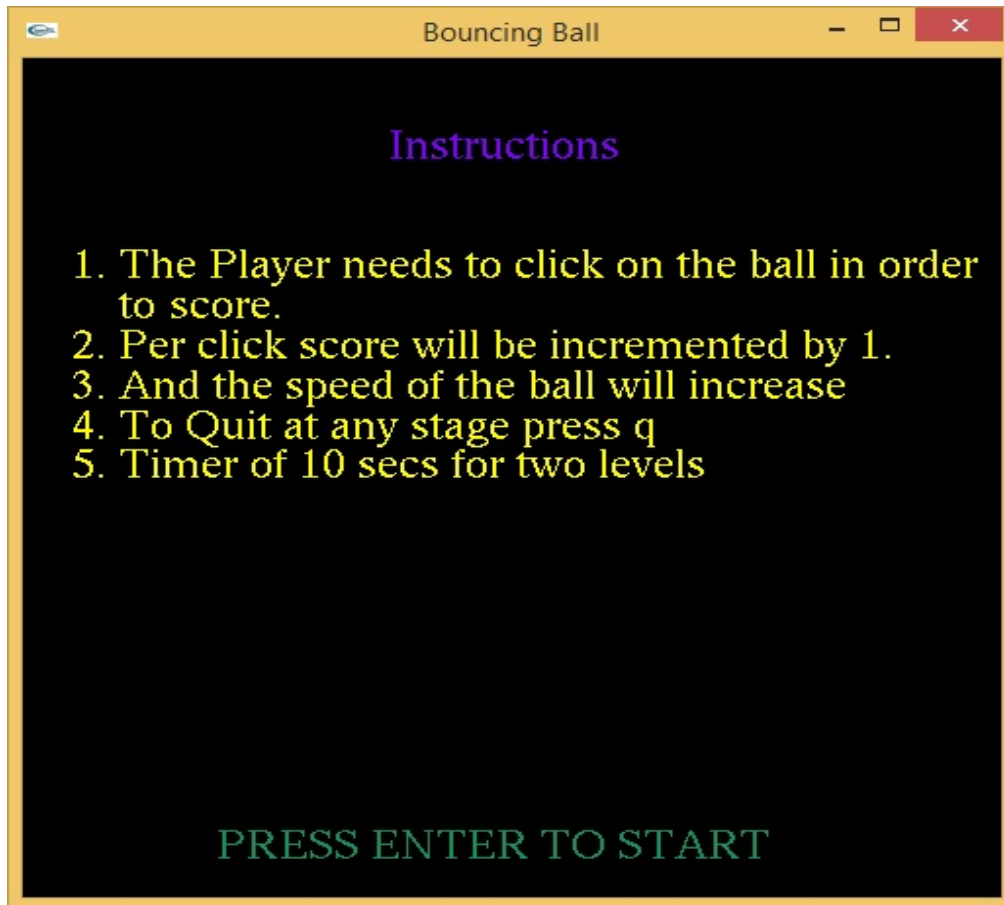 Bouncing Ball
Instructions
1. The Player needs to click on the ball in order
to score.
2. Per click score will be incremented by 1.
3. And the speed of the ball will increase
4. To Quit at any stage press q
5. Timer of 10 secs for two levels
PRESS ENTER TO START